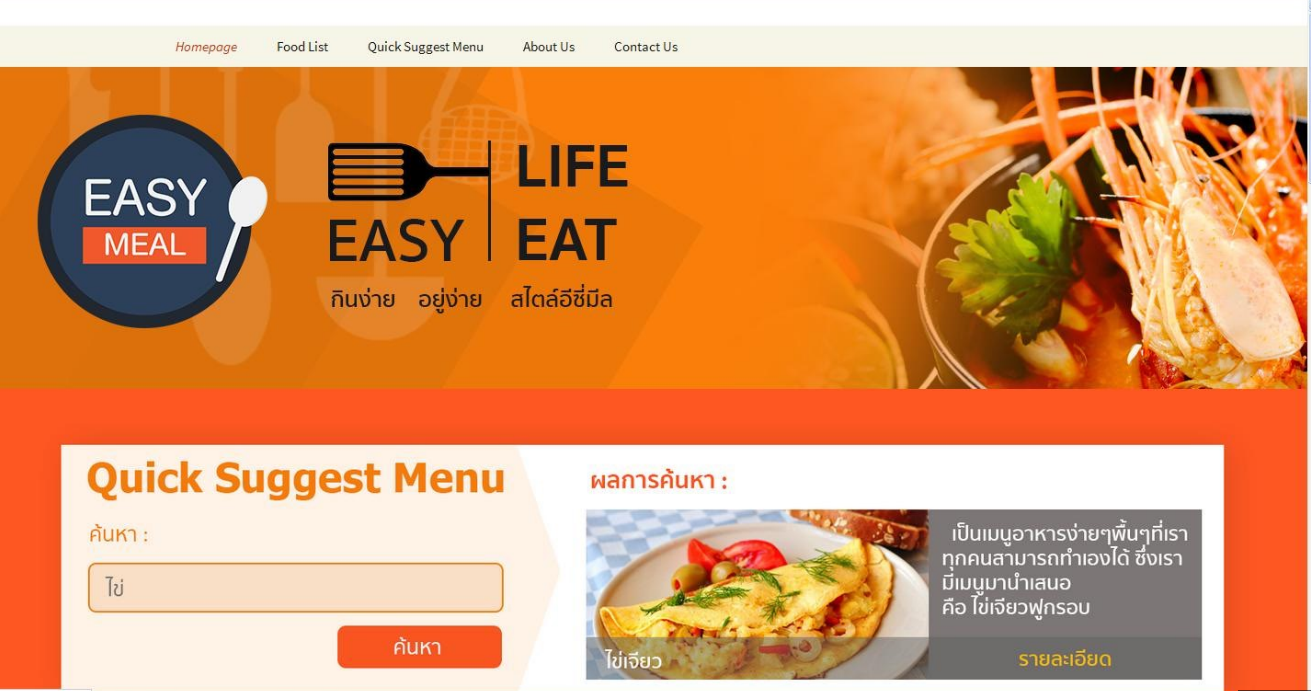 Homepage Food List Quick Suggest Menu About Us Contact Us
EASY
MEAL
LIFE
EASY EAT
กินง่าย อยู่ง่าย สไตล์อีซี่มีล
Quick Suggest Menu
ค้นหา :
ไข่
ค้นหา
ผลการค้นหา :
ไข่เจียว
เป็นเมนูอาหารง่ายๆพื้นๆที่เรา
ทุกคนสามารถทำเองได้ ซึ่งเรา
มีเมนูมานำเสนอ
คือ ไข่เจียวฟูกรอบ
รายละเอียด